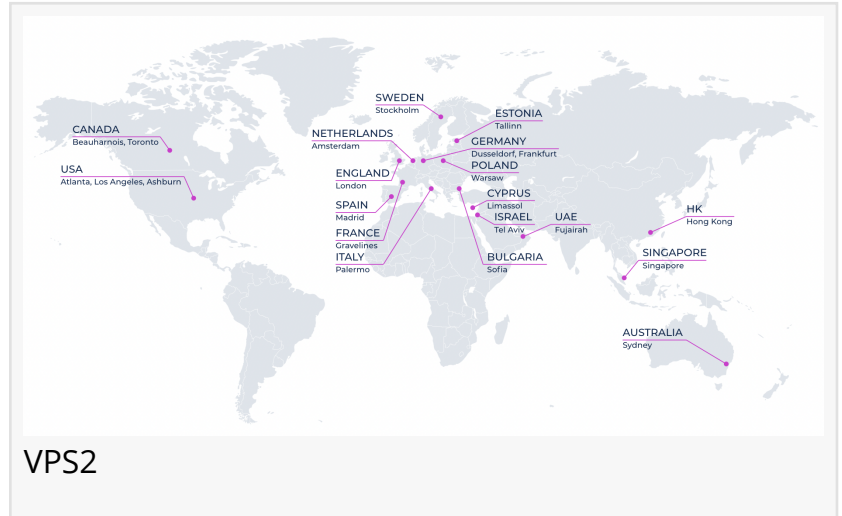 SWEDEN
Stockholm
ESTONIA
Tallinn
CANADA
Beauharnois, Toronto
NETHERLANDS
Amsterdam
GERMANY
Dusseldorf, Frankfurt
USA
Atlanta, Los Angeles, Ashburn
ENGLAND
London
POLAND
Warsaw
SPAIN
Madrid
CYPRUS
Limassol
ISRAEL
Tel Aviv
UAE
Fujairah
HK
Hong Kong
FRANCE
Gravelines
ITALY
Palermo
BULGARIA
Sofia
SINGAPORE
Singapore
AUSTRALIA
Sydney
VPS2